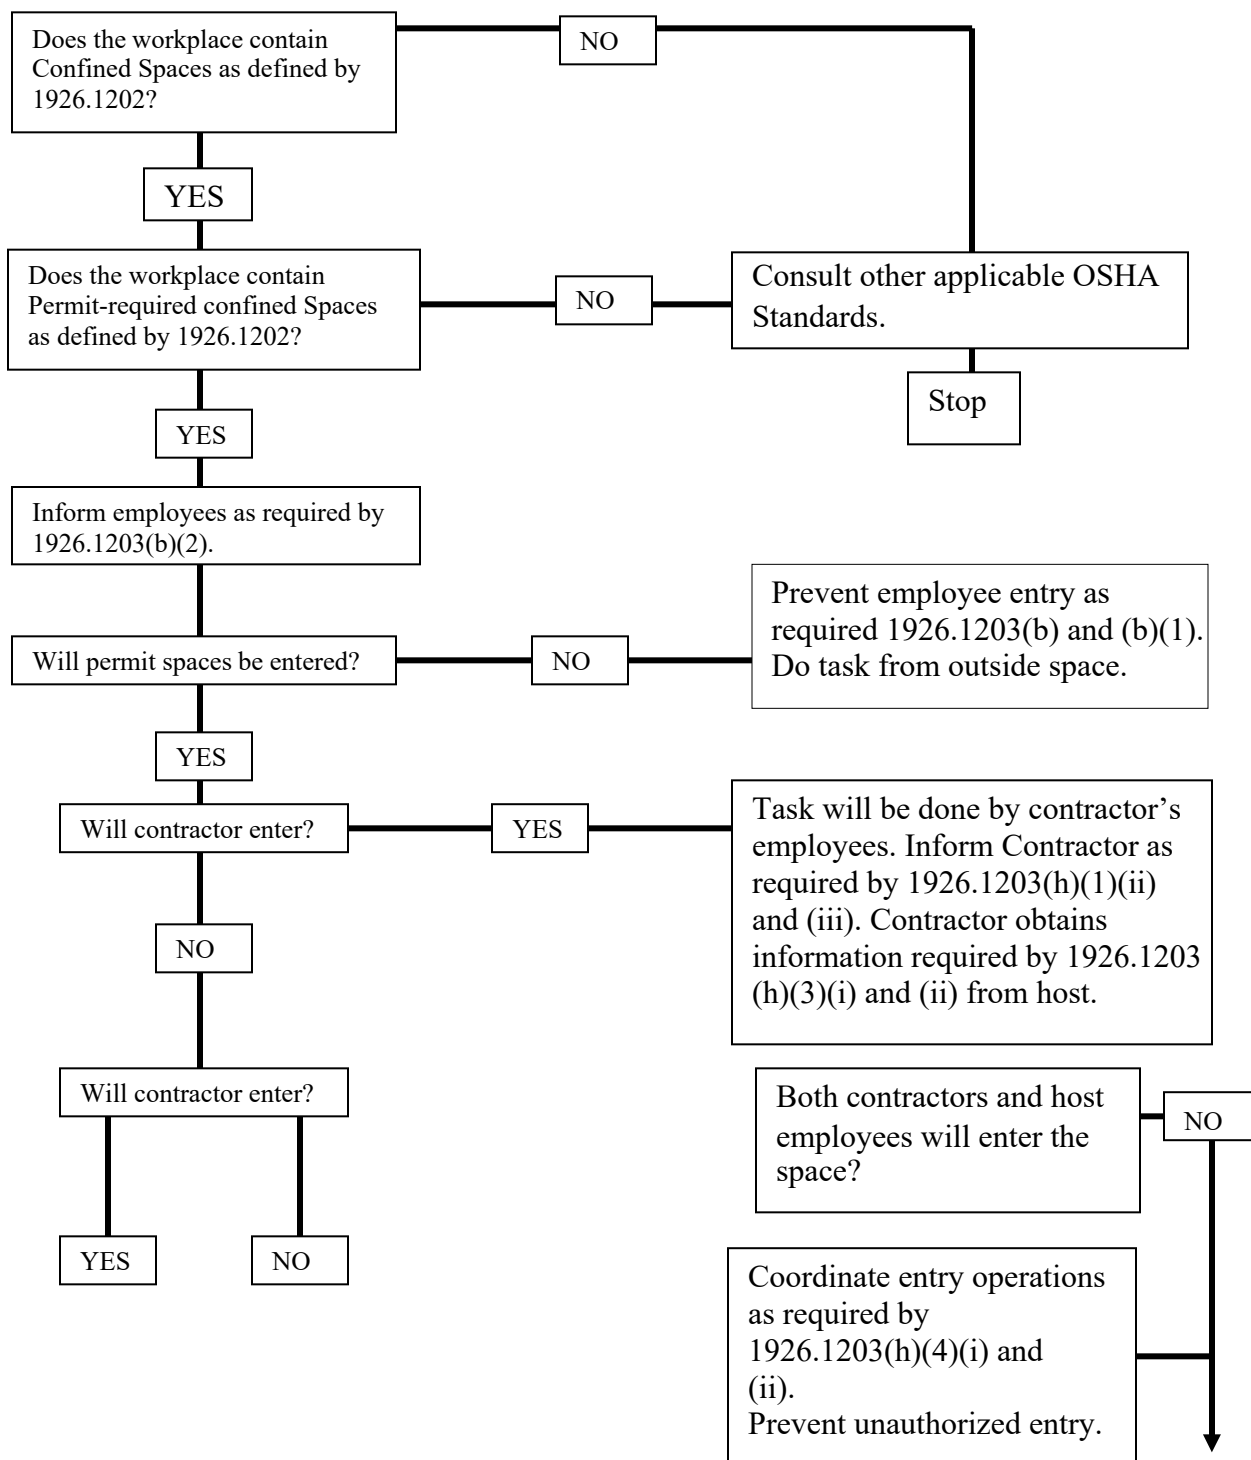 Does the workplace contain
Confined Spaces as defined by
1926.1202?
NO
YES
Does the workplace contain
Permit-required confined Spaces
as defined by 1926.1202?
NO
Consult other applicable OSHA
Standards.
Stop
YES
Inform employees as required by
1926.1203(b)(2).
Will permit spaces be entered?
NO
Prevent employee entry as
required 1926.1203(b) and (b)(1).
Do task from outside space.
YES
Will contractor enter?
YES
Task will be done by contractor’s
employees. Inform Contractor as
required by 1926.1203(h)(1)(ii)
and (iii). Contractor obtains
information required by 1926.1203
(h)(3)(i) and (ii) from host.
NO
Will contractor enter?
YES
NO
Both contractors and host
employees will enter the
space?
NO
Coordinate entry operations
as required by
1926.1203(h)(4)(i) and
(ii).
Prevent unauthorized entry.